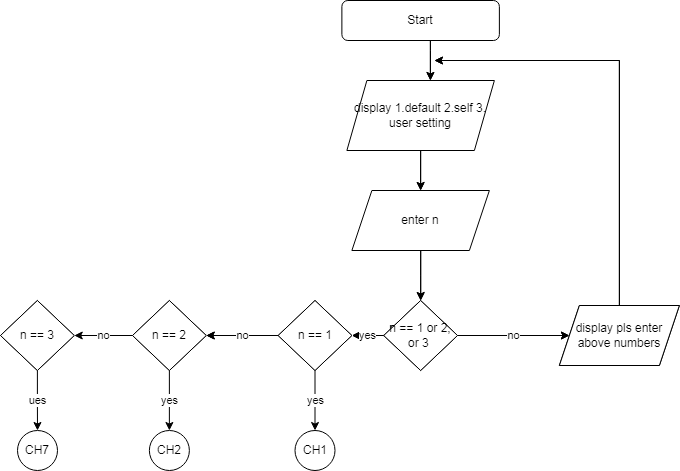 Start
display 1.default 2.self 3.
user setting
enter n
n == 3
no
n == 2
no
n == 1
yes
n == 1 or 2,
or 3
no
display pls enter
above numbers
ues
yes
yes
CH7
CH2
CH1